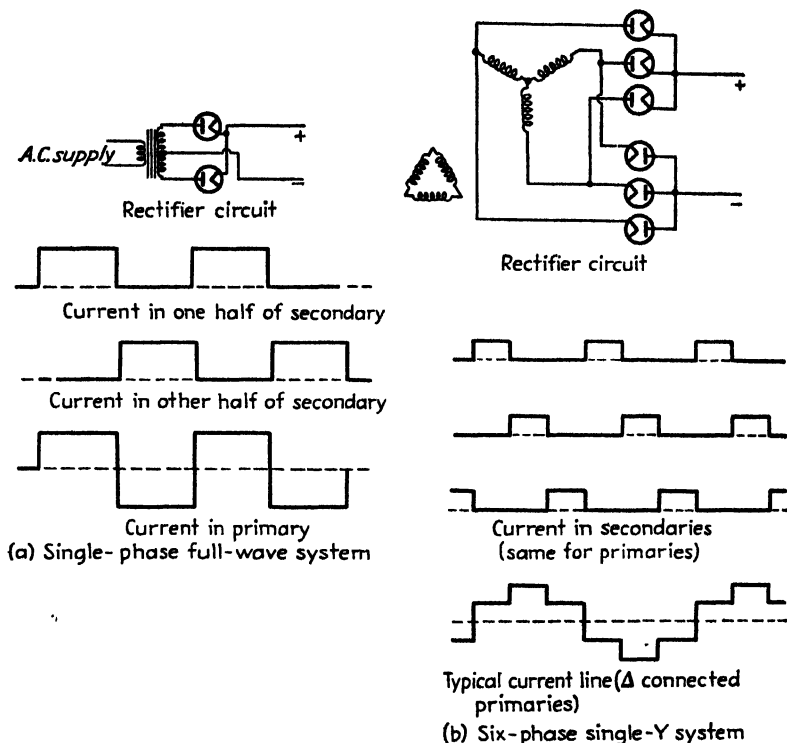 A.C. supply
+
−
Rectifier circuit
Current in one half of secondary
Current in other half of secondary
Current in primary
(a) Single-phase full-wave system
+
−
Rectifier circuit
Current in secondaries
(same for primaries)
Typical current line (Δ connected
primaries)
(b) Six-phase single-Y system